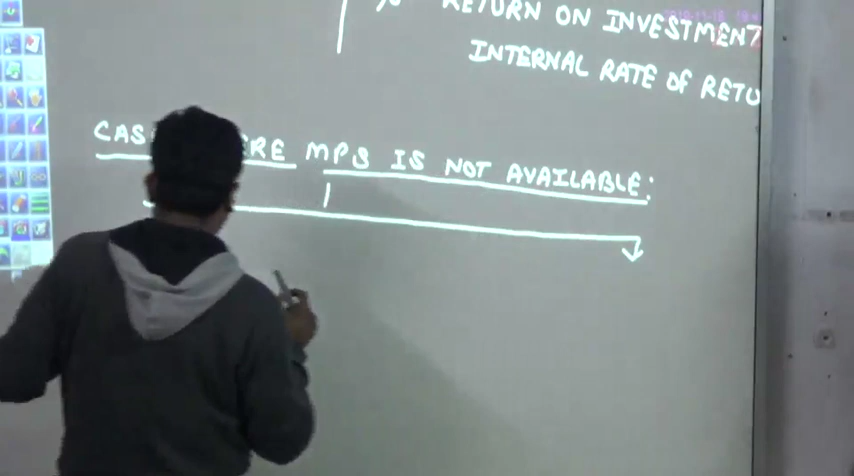 % RETURN ON INVESTMENT
INTERNAL RATE OF RETU
CAS ERE MPS IS NOT AVAILABLE: